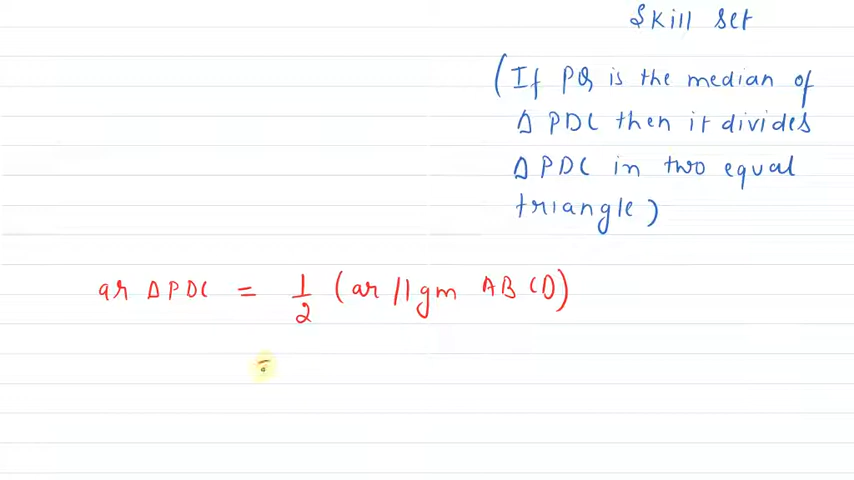 Skill set
(If PQ is the median of
Δ PDC then it divides
Δ PDC in two equal
triangle)
ar Δ PDC = 1/2 (ar llgm ABCD)
=